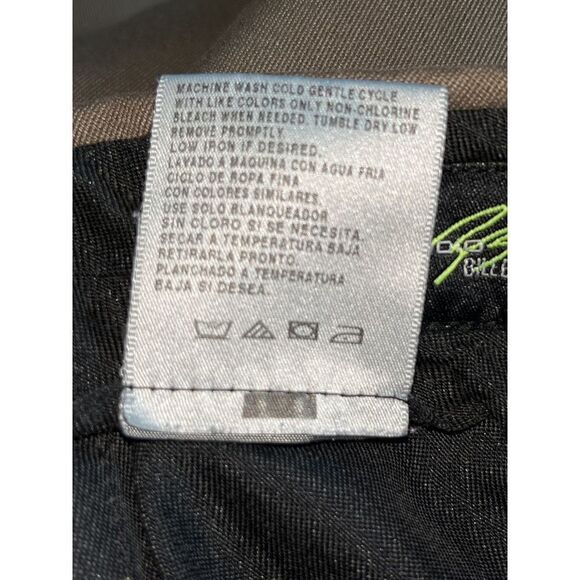 MACHINE WASH COLD GENTLE CYCLE
WITH LIKE COLORS ONLY NON-CHLORINE
BLEACH WHEN NEEDED. TUMBLE DRY LOW
REMOVE PROMPTLY.
LOW IRON IF DESIRED.
LAVADO A MAQUINA CON AGUA FRIA
CICLO DE ROPA FINA
CON COLORES SIMILARES.
USE SOLO BLANQUEADOR
SIN CLORO SI SE NECESITA
SECAR A TEMPERATURA BAJA
RETIRARLA PRONTO.
PLANCHADO A TEMPERATURA
BAJA SI DESEA.